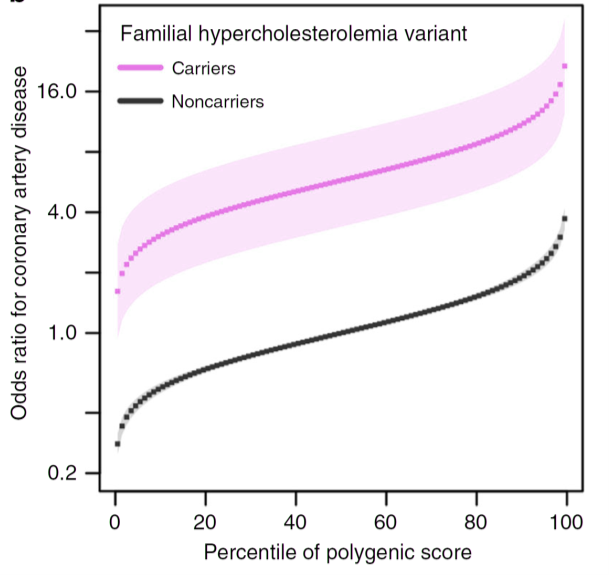 b
Familial hypercholesterolemia variant
Carriers
Noncarriers
Odds ratio for coronary artery disease
16.0
4.0
1.0
0.2
0 20 40 60 80 100
Percentile of polygenic score